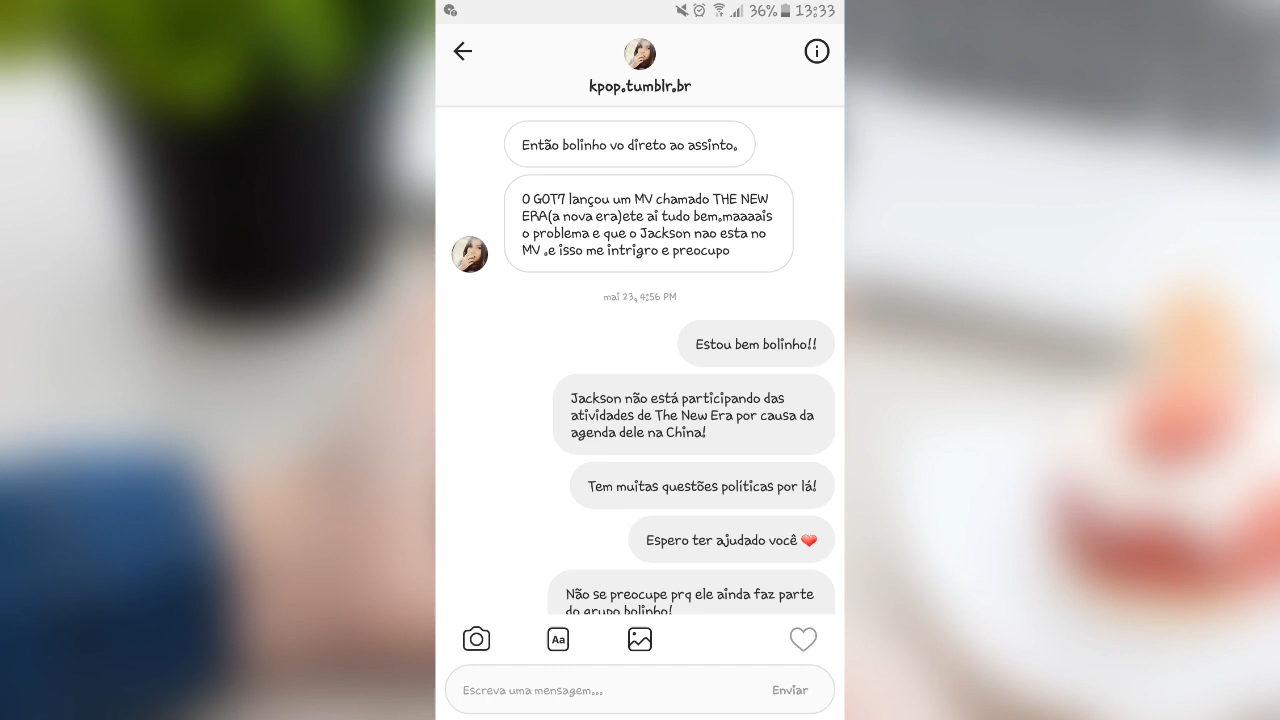 36% 13:33
kpop.tumblr.br
Então bolinho vo direto ao assinto.
O GOT7 lançou um MV chamado THE NEW
ERA(a nova era)ete ai tudo bem.maaaais
o problema e que o Jackson nao esta no
MV .e isso me intrigro e preocupo
mai 23, 4:56 PM
Estou bem bolinho!!
Jackson não está participando das
atividades de The New Era por causa da
agenda dele na China!
Tem muitas questões políticas por lá!
Espero ter ajudado você ❤
Não se preocupe prq ele ainda faz parte
do grupo bolinho!
Aa
Escreva uma mensagem... Enviar